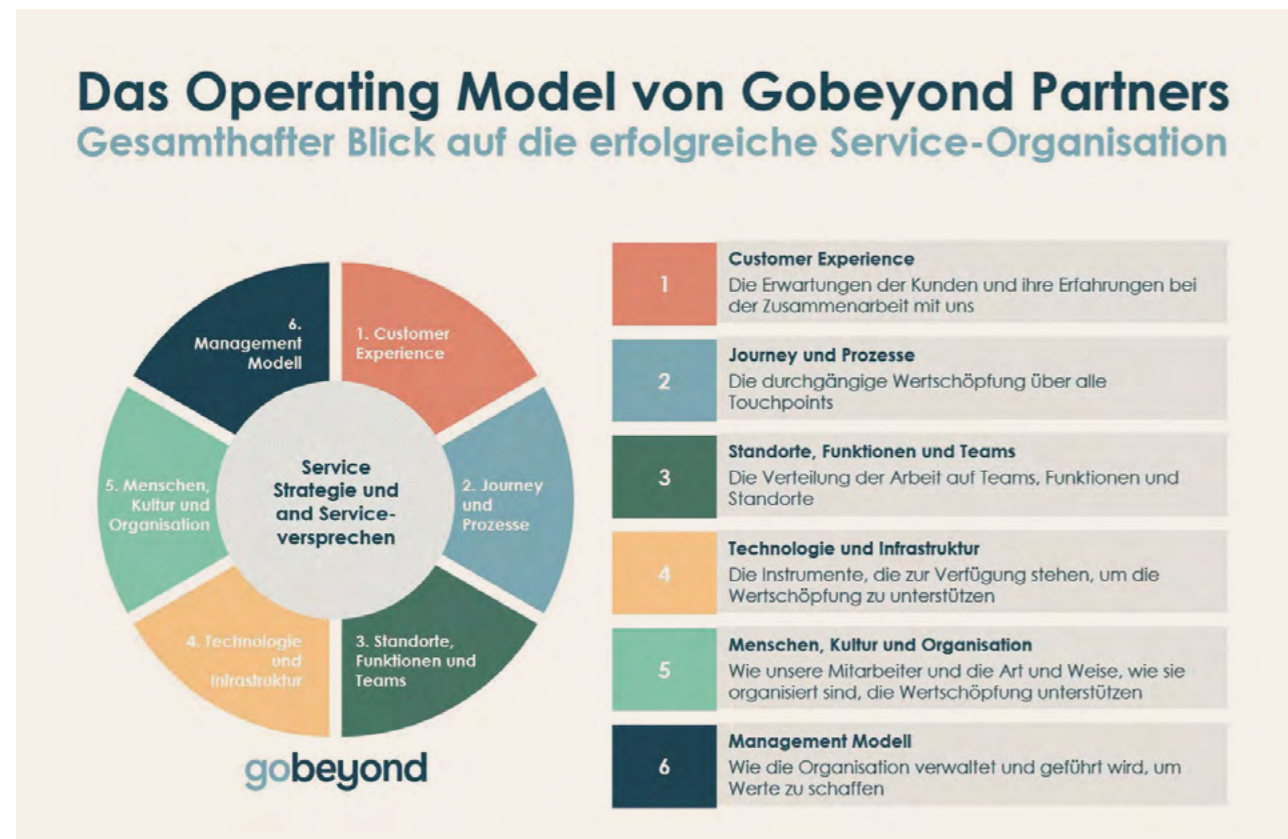 Das Operating Model von Gobeyond Partners
Gesamthafter Blick auf die erfolgreiche Service-Organisation
6.
Management
Modell
1. Customer
Experience
5. Menschen,
Kultur und
Organisation
Service
Strategie und
and Service-
versprechen
2. Journey
und
Prozesse
4. Technologie
und
Infrastruktur
3. Standorte,
Funktionen und
Teams
gobeyond
1
Customer Experience
Die Erwartungen der Kunden und ihre Erfahrungen bei
der Zusammenarbeit mit uns
2
Journey und Prozesse
Die durchgängige Wertschöpfung über alle
Touchpoints
3
Standorte, Funktionen und Teams
Die Verteilung der Arbeit auf Teams, Funktionen und
Standorte
4
Technologie und Infrastruktur
Die Instrumente, die zur Verfügung stehen, um die
Wertschöpfung zu unterstützen
5
Menschen, Kultur und Organisation
Wie unsere Mitarbeiter und die Art und Weise, wie sie
organisiert sind, die Wertschöpfung unterstützen
6
Management Modell
Wie die Organisation verwaltet und geführt wird, um
Werte zu schaffen